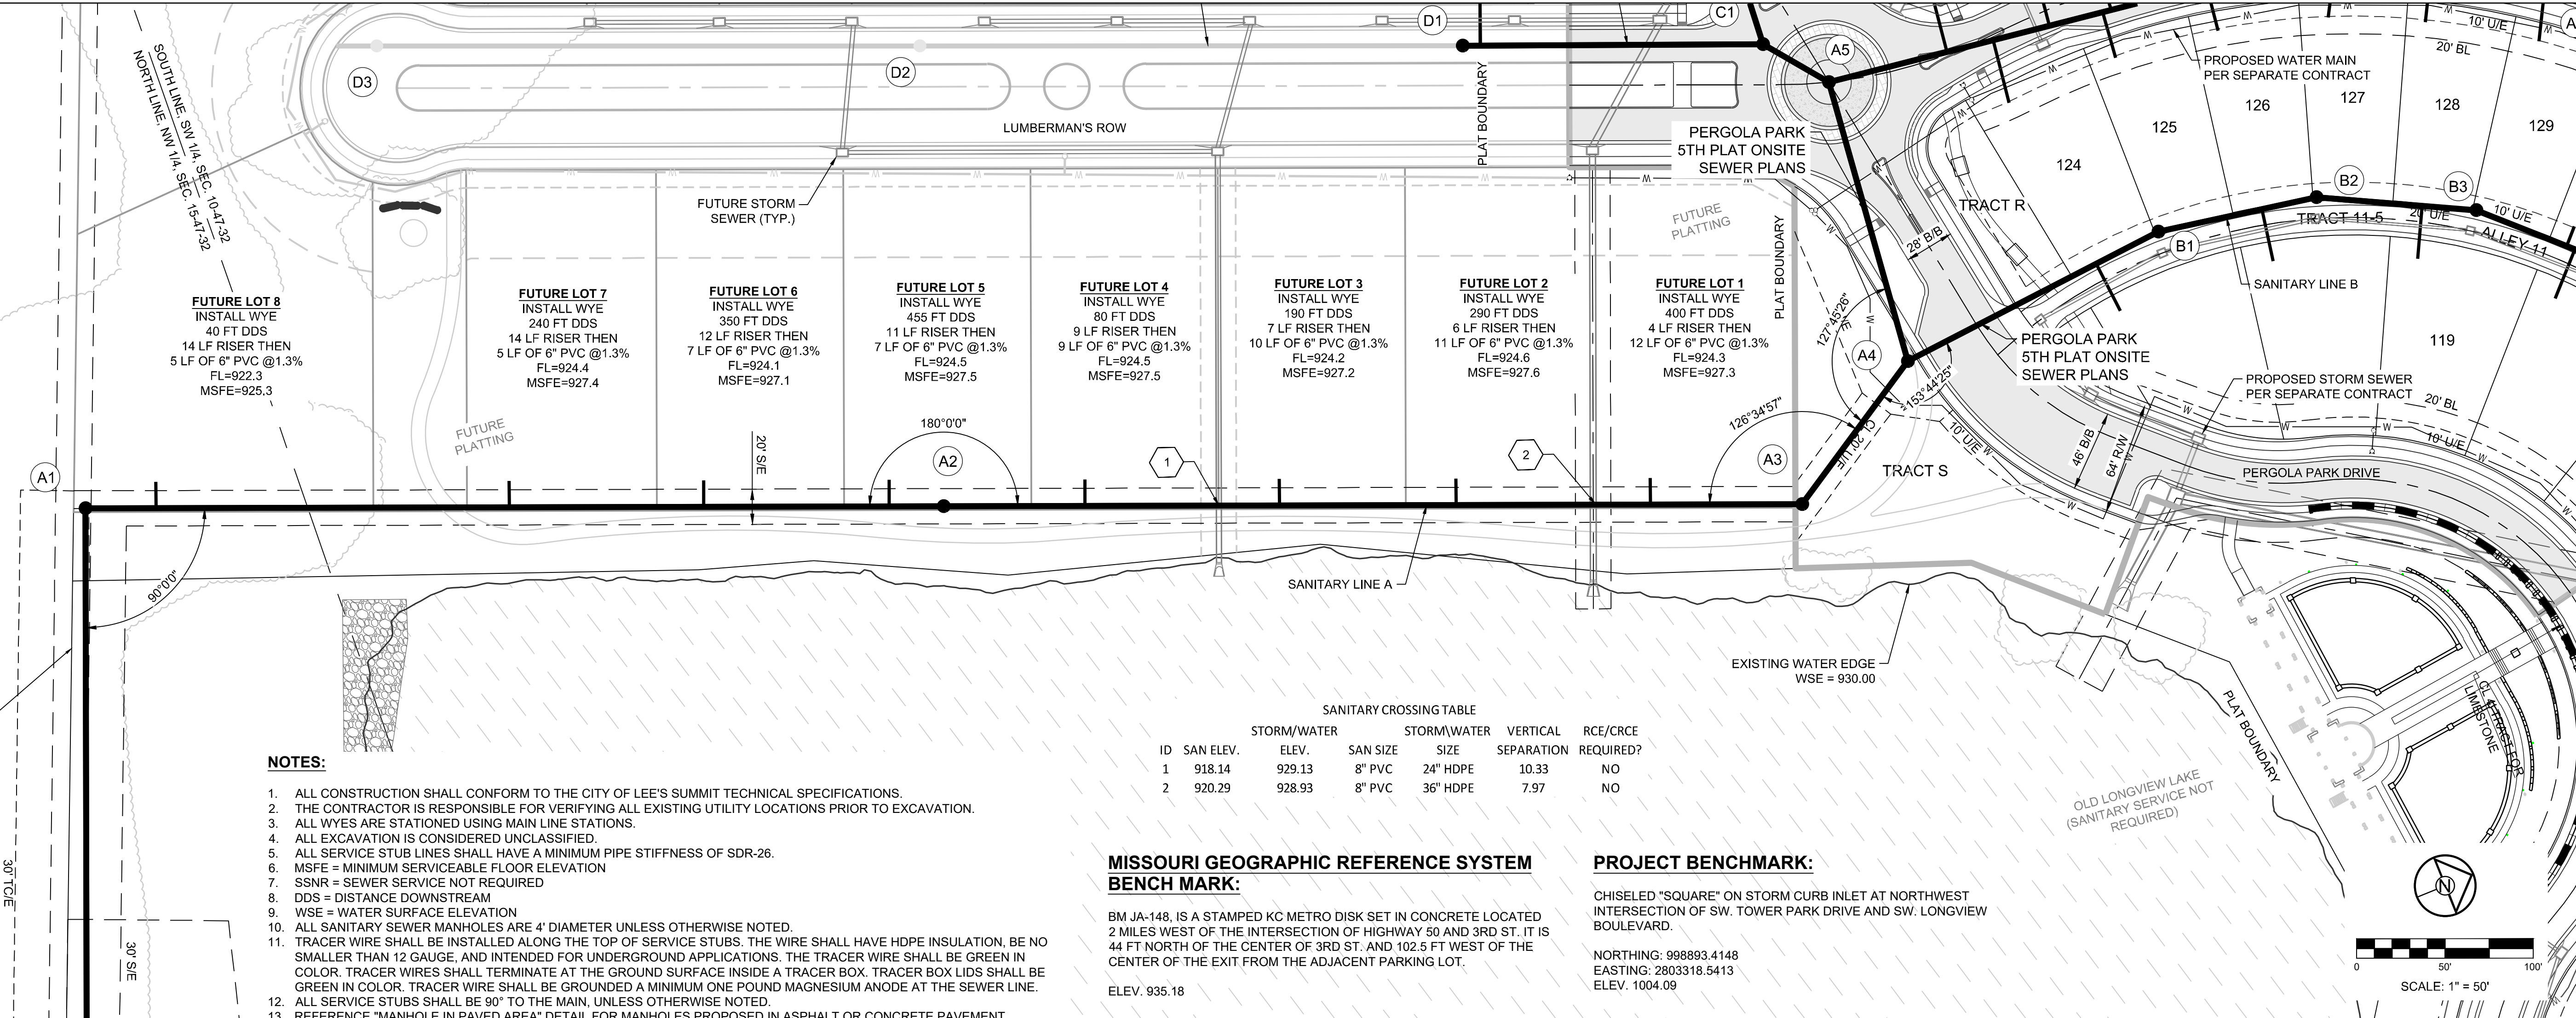 SOUTH LINE, SW 1/4, SEC. 10-47-32
NORTH LINE, NW 1/4, SEC. 15-47-32
D3
D2
D1
C1
A5
LUMBERMAN'S ROW
PLAT BOUNDARY
PERGOLA PARK
5TH PLAT ONSITE
SEWER PLANS
PROPOSED WATER MAIN
PER SEPARATE CONTRACT
10' U/E
20' BL
124
125
126
127
128
129
TRACT R
28' B/B
B1
B2
B3
TRACT 11-5
20' U/E
10' U/E
ALLEY 11
SANITARY LINE B
119
FUTURE STORM
SEWER (TYP.)
FUTURE
PLATTING
PLAT BOUNDARY
FUTURE LOT 8
INSTALL WYE
40 FT DDS
14 LF RISER THEN
5 LF OF 6" PVC @1.3%
FL=922.3
MSFE=925.3
FUTURE LOT 7
INSTALL WYE
240 FT DDS
14 LF RISER THEN
5 LF OF 6" PVC @1.3%
FL=924.4
MSFE=927.4
FUTURE LOT 6
INSTALL WYE
350 FT DDS
12 LF RISER THEN
7 LF OF 6" PVC @1.3%
FL=924.1
MSFE=927.1
FUTURE LOT 5
INSTALL WYE
455 FT DDS
11 LF RISER THEN
7 LF OF 6" PVC @1.3%
FL=924.5
MSFE=927.5
FUTURE LOT 4
INSTALL WYE
80 FT DDS
9 LF RISER THEN
9 LF OF 6" PVC @1.3%
FL=924.5
MSFE=927.5
FUTURE LOT 3
INSTALL WYE
190 FT DDS
7 LF RISER THEN
10 LF OF 6" PVC @1.3%
FL=924.2
MSFE=927.2
FUTURE LOT 2
INSTALL WYE
290 FT DDS
6 LF RISER THEN
11 LF OF 6" PVC @1.3%
FL=924.6
MSFE=927.6
FUTURE LOT 1
INSTALL WYE
400 FT DDS
4 LF RISER THEN
12 LF OF 6" PVC @1.3%
FL=924.3
MSFE=927.3
127°45'26"
A4
153°44'25"
PERGOLA PARK
5TH PLAT ONSITE
SEWER PLANS
PROPOSED STORM SEWER
PER SEPARATE CONTRACT
20' BL
10' U/E
46' B/B
64' R/W
PERGOLA PARK DRIVE
FUTURE
PLATTING
20' S/E
180°0'0"
A2
1
2
126°34'57"
A3
20' U/E
10' U/E
TRACT S
A1
90°0'0"
SANITARY LINE A
EXISTING WATER EDGE
WSE = 930.00
PLAT BOUNDARY
C/L 4' TRACT FOR
LIMESTONE
OLD LONGVIEW LAKE
(SANITARY SERVICE NOT
REQUIRED)
SANITARY CROSSING TABLE
STORM/WATER STORM\WATER VERTICAL RCE/CRCE
ID SAN ELEV. ELEV. SAN SIZE SIZE SEPARATION REQUIRED?
1 918.14 929.13 8" PVC 24" HDPE 10.33 NO
2 920.29 928.93 8" PVC 36" HDPE 7.97 NO
30' TC/E
30' S/E
NOTES:
1. ALL CONSTRUCTION SHALL CONFORM TO THE CITY OF LEE'S SUMMIT TECHNICAL SPECIFICATIONS.
2. THE CONTRACTOR IS RESPONSIBLE FOR VERIFYING ALL EXISTING UTILITY LOCATIONS PRIOR TO EXCAVATION.
3. ALL WYES ARE STATIONED USING MAIN LINE STATIONS.
4. ALL EXCAVATION IS CONSIDERED UNCLASSIFIED.
5. ALL SERVICE STUB LINES SHALL HAVE A MINIMUM PIPE STIFFNESS OF SDR-26.
6. MSFE = MINIMUM SERVICEABLE FLOOR ELEVATION
7. SSNR = SEWER SERVICE NOT REQUIRED
8. DDS = DISTANCE DOWNSTREAM
9. WSE = WATER SURFACE ELEVATION
10. ALL SANITARY SEWER MANHOLES ARE 4' DIAMETER UNLESS OTHERWISE NOTED.
11. TRACER WIRE SHALL BE INSTALLED ALONG THE TOP OF SERVICE STUBS. THE WIRE SHALL HAVE HDPE INSULATION, BE NO
SMALLER THAN 12 GAUGE, AND INTENDED FOR UNDERGROUND APPLICATIONS. THE TRACER WIRE SHALL BE GREEN IN
COLOR. TRACER WIRES SHALL TERMINATE AT THE GROUND SURFACE INSIDE A TRACER BOX. TRACER BOX LIDS SHALL BE
GREEN IN COLOR. TRACER WIRE SHALL BE GROUNDED A MINIMUM ONE POUND MAGNESIUM ANODE AT THE SEWER LINE.
12. ALL SERVICE STUBS SHALL BE 90° TO THE MAIN, UNLESS OTHERWISE NOTED.
13. REFERENCE "MANHOLE IN PAVED AREA" DETAIL FOR MANHOLES PROPOSED IN ASPHALT OR CONCRETE PAVEMENT
MISSOURI GEOGRAPHIC REFERENCE SYSTEM
BENCH MARK:
BM JA-148, IS A STAMPED KC METRO DISK SET IN CONCRETE LOCATED
2 MILES WEST OF THE INTERSECTION OF HIGHWAY 50 AND 3RD ST. IT IS
44 FT NORTH OF THE CENTER OF 3RD ST. AND 102.5 FT WEST OF THE
CENTER OF THE EXIT FROM THE ADJACENT PARKING LOT.
ELEV. 935.18
PROJECT BENCHMARK:
CHISELED "SQUARE" ON STORM CURB INLET AT NORTHWEST
INTERSECTION OF SW. TOWER PARK DRIVE AND SW. LONGVIEW
BOULEVARD.
NORTHING: 998893.4148
EASTING: 2803318.5413
ELEV. 1004.09
N
0 50' 100'
SCALE: 1" = 50'